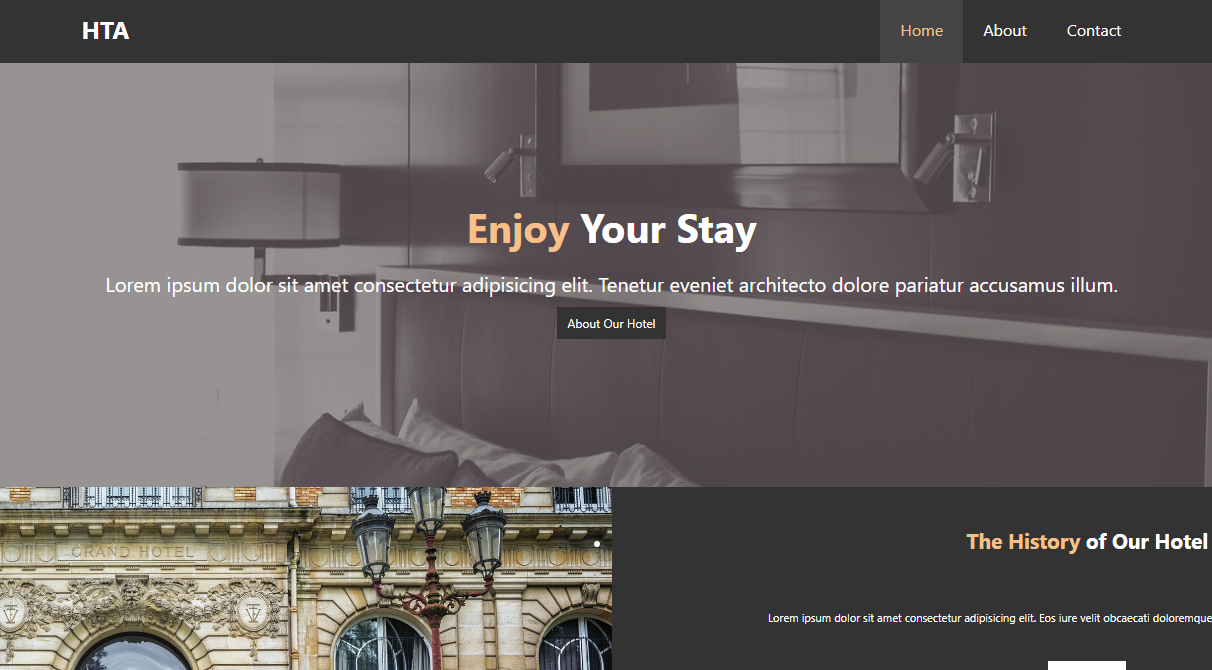 HTA
Home
About
Contact
Enjoy Your Stay
Lorem ipsum dolor sit amet consectetur adipisicing elit. Tenetur eveniet architecto dolore pariatur accusamus illum.
About Our Hotel
GRAND HOTEL
The History of Our Hotel
Lorem ipsum dolor sit amet consectetur adipisicing elit. Eos iure velit obcaecati doloremque